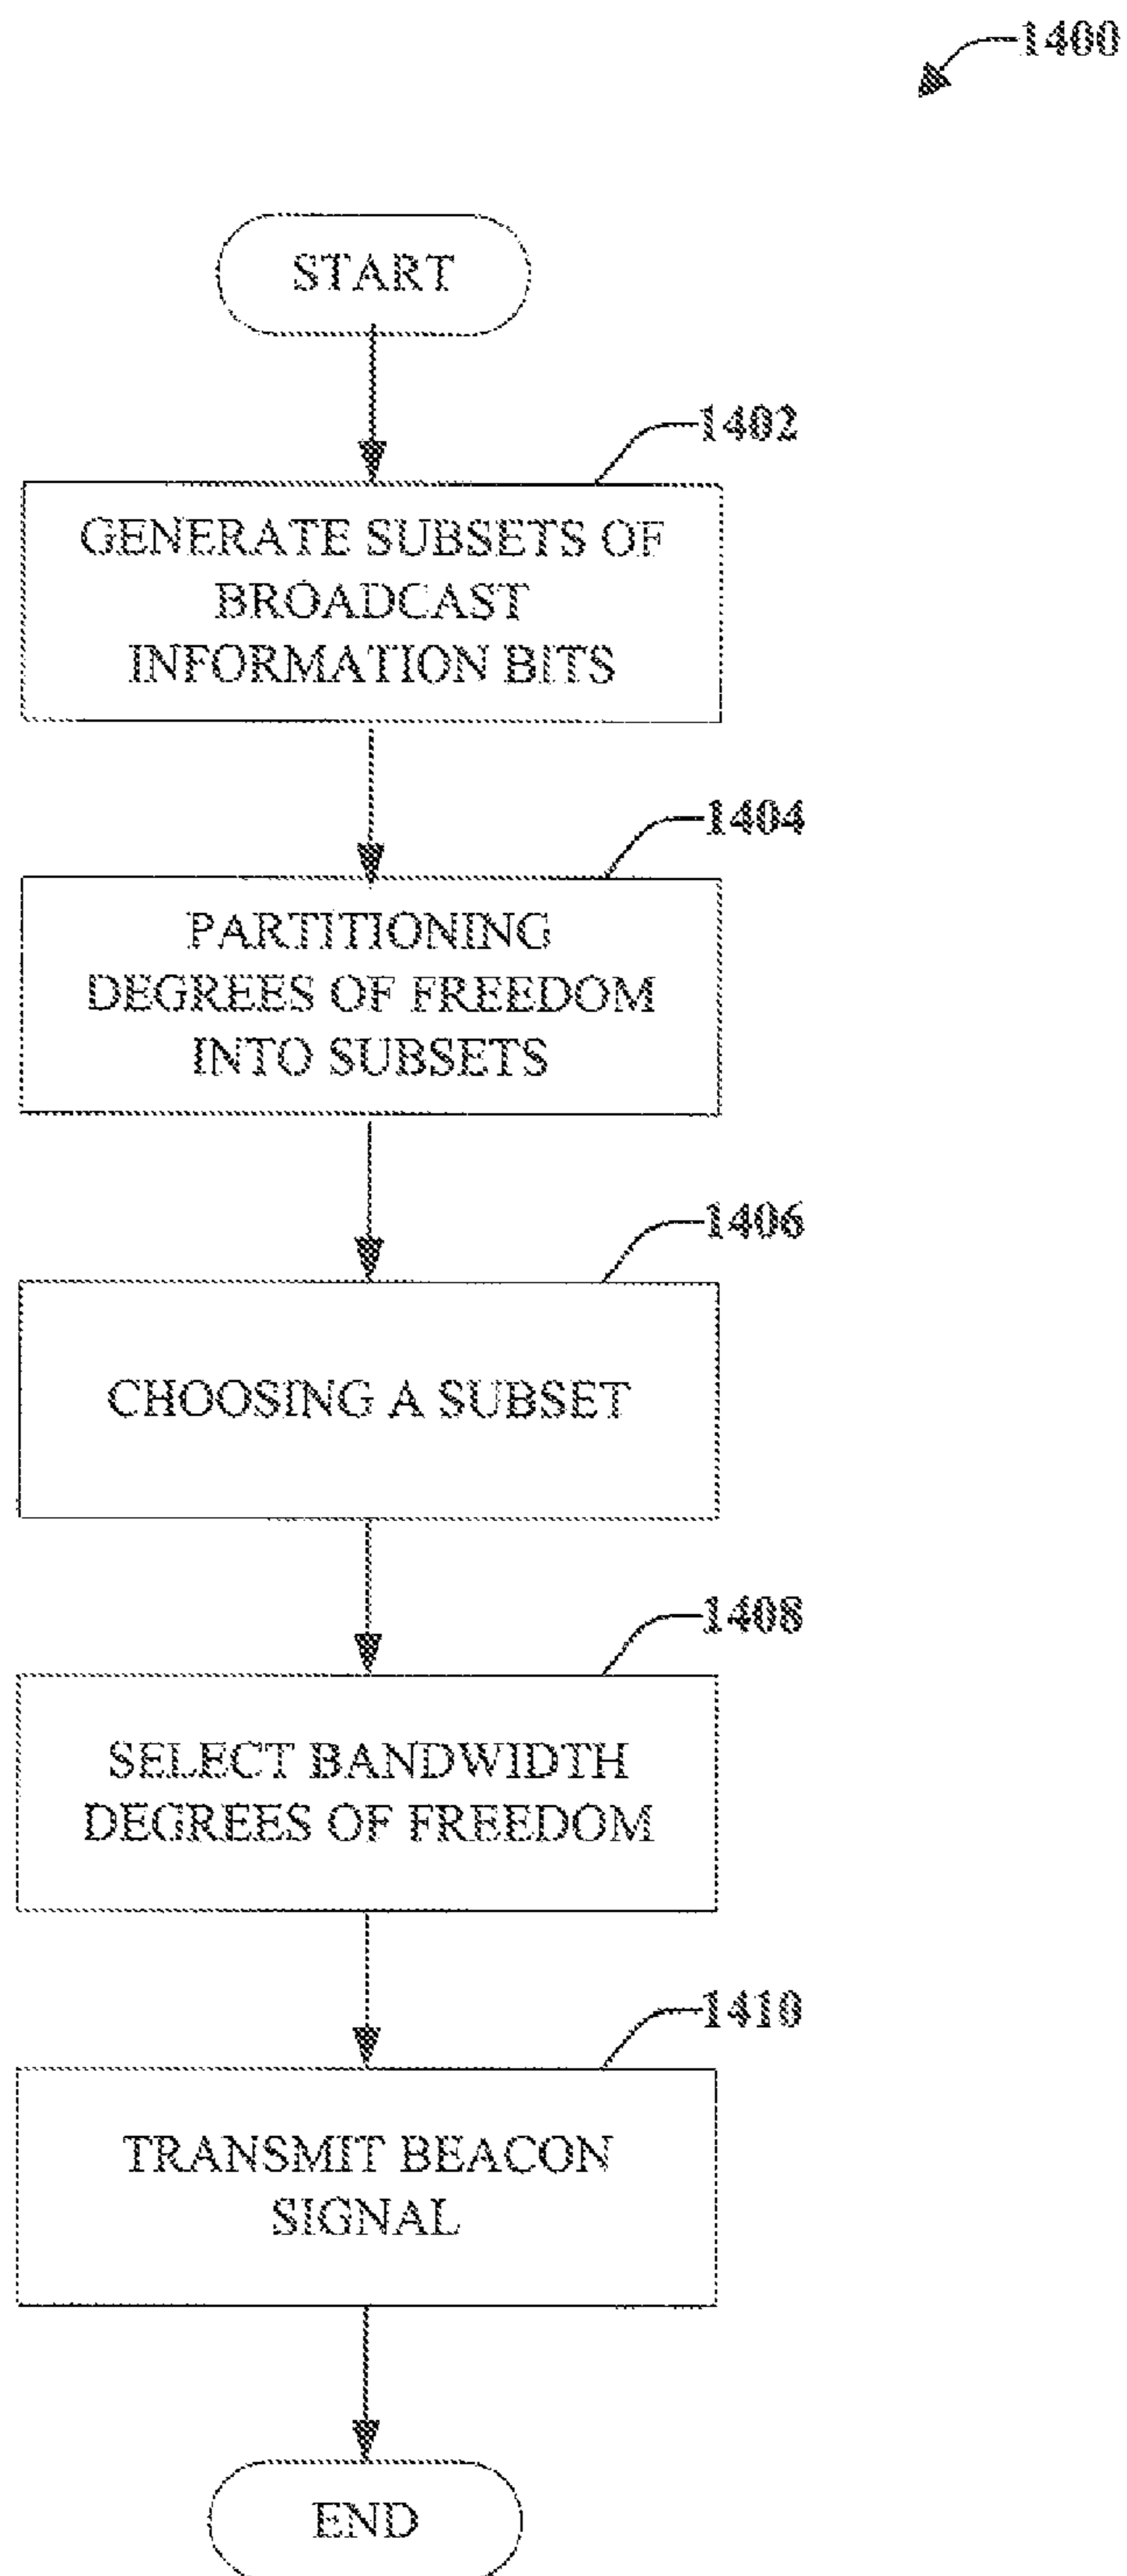 1400
START
1402
GENERATE SUBSETS OF
BROADCAST
INFORMATION BITS
1404
PARTITIONING
DEGREES OF FREEDOM
INTO SUBSETS
1406
CHOOSING A SUBSET
1408
SELECT BANDWIDTH
DEGREES OF FREEDOM
1410
TRANSMIT BEACON
SIGNAL
END